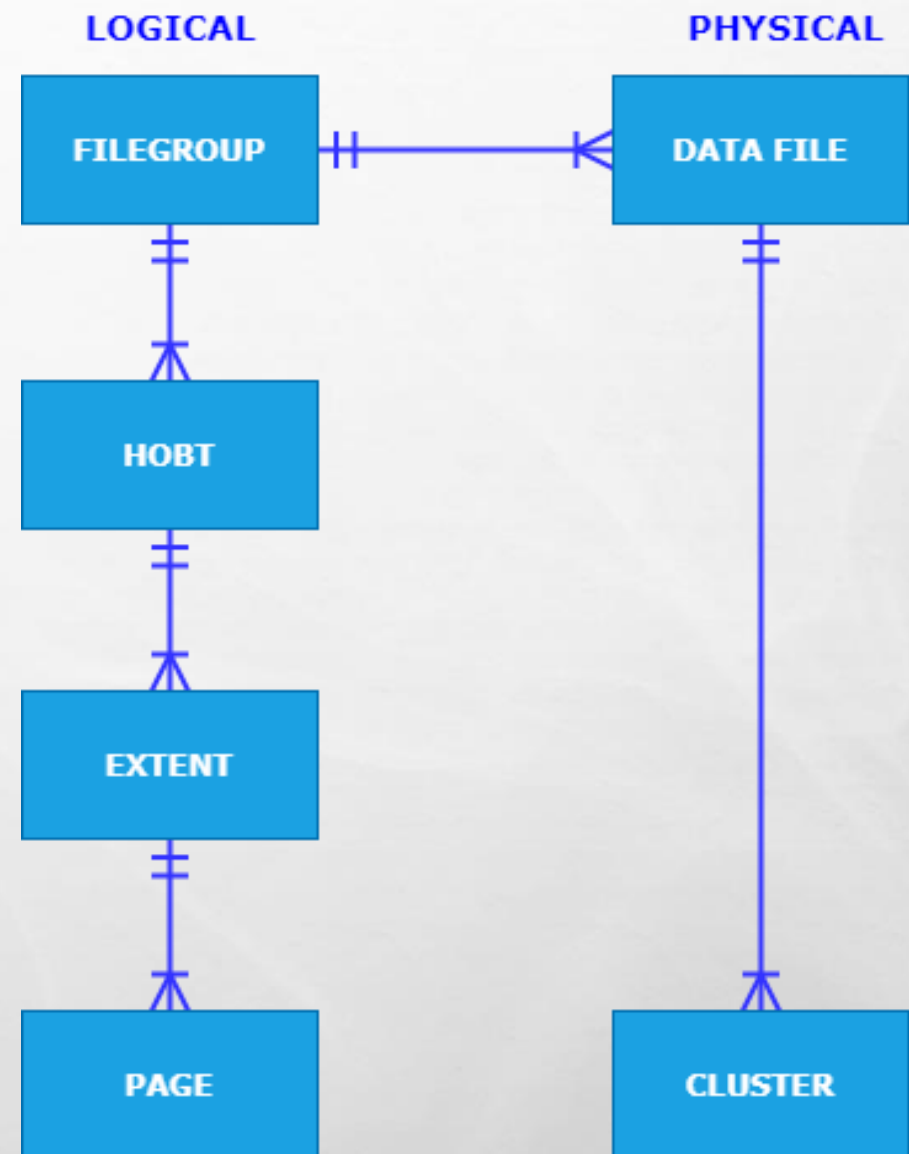 LOGICAL
PHYSICAL
FILEGROUP
DATA FILE
HOBT
EXTENT
PAGE
CLUSTER